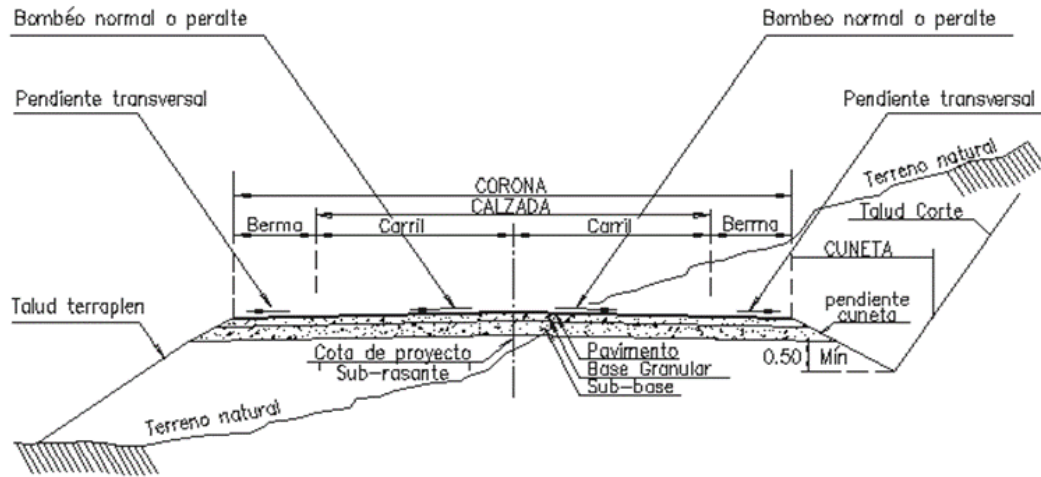 Bombéo normal o peralte
Bombeo normal o peralte
Pendiente transversal
Pendiente transversal
Terreno natural
CORONA
CALZADA
Berma
Carril
Carril
Berma
Talud Corte
CUNETA
Talud terraplen
pendiente
cuneta
Cota de proyecto
Sub-rasante
Pavimento
Base Granular
Sub-base
0.50 Mín
Terreno natural